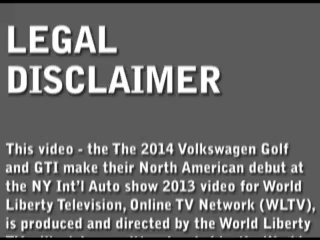 LEGAL
DISCLAIMER
This video - the The 2014 Volkswagen Golf
and GTI make their North American debut at
the NY Int'l Auto show 2013 video for World
Liberty Television, Online TV Network (WLTV),
is produced and directed by the World Liberty